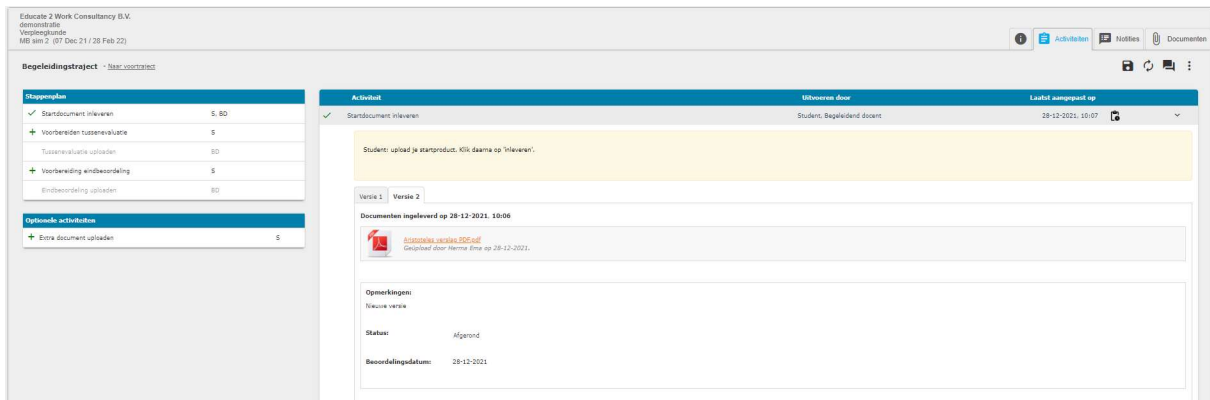 Educate 2 Work Consultancy B.V.
demonstratie
Verpleegkunde
MB sim 2 (07 Dec 21 / 28 Feb 22)
Activiteiten
Notities
Documenten
Begeleidingstraject - Naar voortraject
Stappenplan
Startdocument inleveren S, BD
Voorbereiden tussenevaluatie S
Tussenevaluatie uploaden BD
Voorbereiding eindbeoordeling S
Eindbeoordeling uploaden BD
Optionele activiteiten
Extra document uploaden S
Activiteit Uitvoeren door Laatst aangepast op
Startdocument inleveren Student, Begeleidend docent 28-12-2021, 10:07
Student: upload je startproduct. Klik daarna op 'inleveren'.
Versie 1 Versie 2
Documenten ingeleverd op 28-12-2021, 10:06
Aristoteles verslag PDF.pdf
Geüpload door Herma Ema op 28-12-2021.
Opmerkingen:
Nieuwe versie
Status: Afgerond
Beoordelingsdatum: 28-12-2021